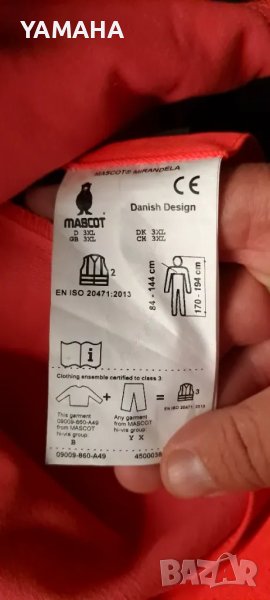 YAMAHA
MASCOT® MIRANDELA
MASCOT
Danish Design
D 3XL
GB 3XL
DK 3XL
CH 3XL
2
EN ISO 20471:2013
84 - 144 cm
170 - 194 cm
Clothing ensemble certified to class 3:
+
=
3
EN ISO 20471:2013
This garment
09009-860-A49
from MASCOT
hi-vis group:
B
Any garment
from MASCOT
hi-vis group:
Y X
09009-860-A49
bazar